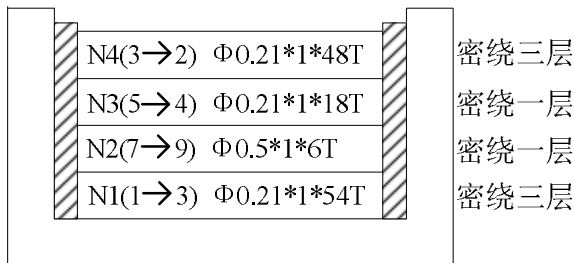 N4(3→2) Φ0.21*1*48T 密绕三层
N3(5→4) Φ0.21*1*18T 密绕一层
N2(7→9) Φ0.5*1*6T 密绕一层
N1(1→3) Φ0.21*1*54T 密绕三层